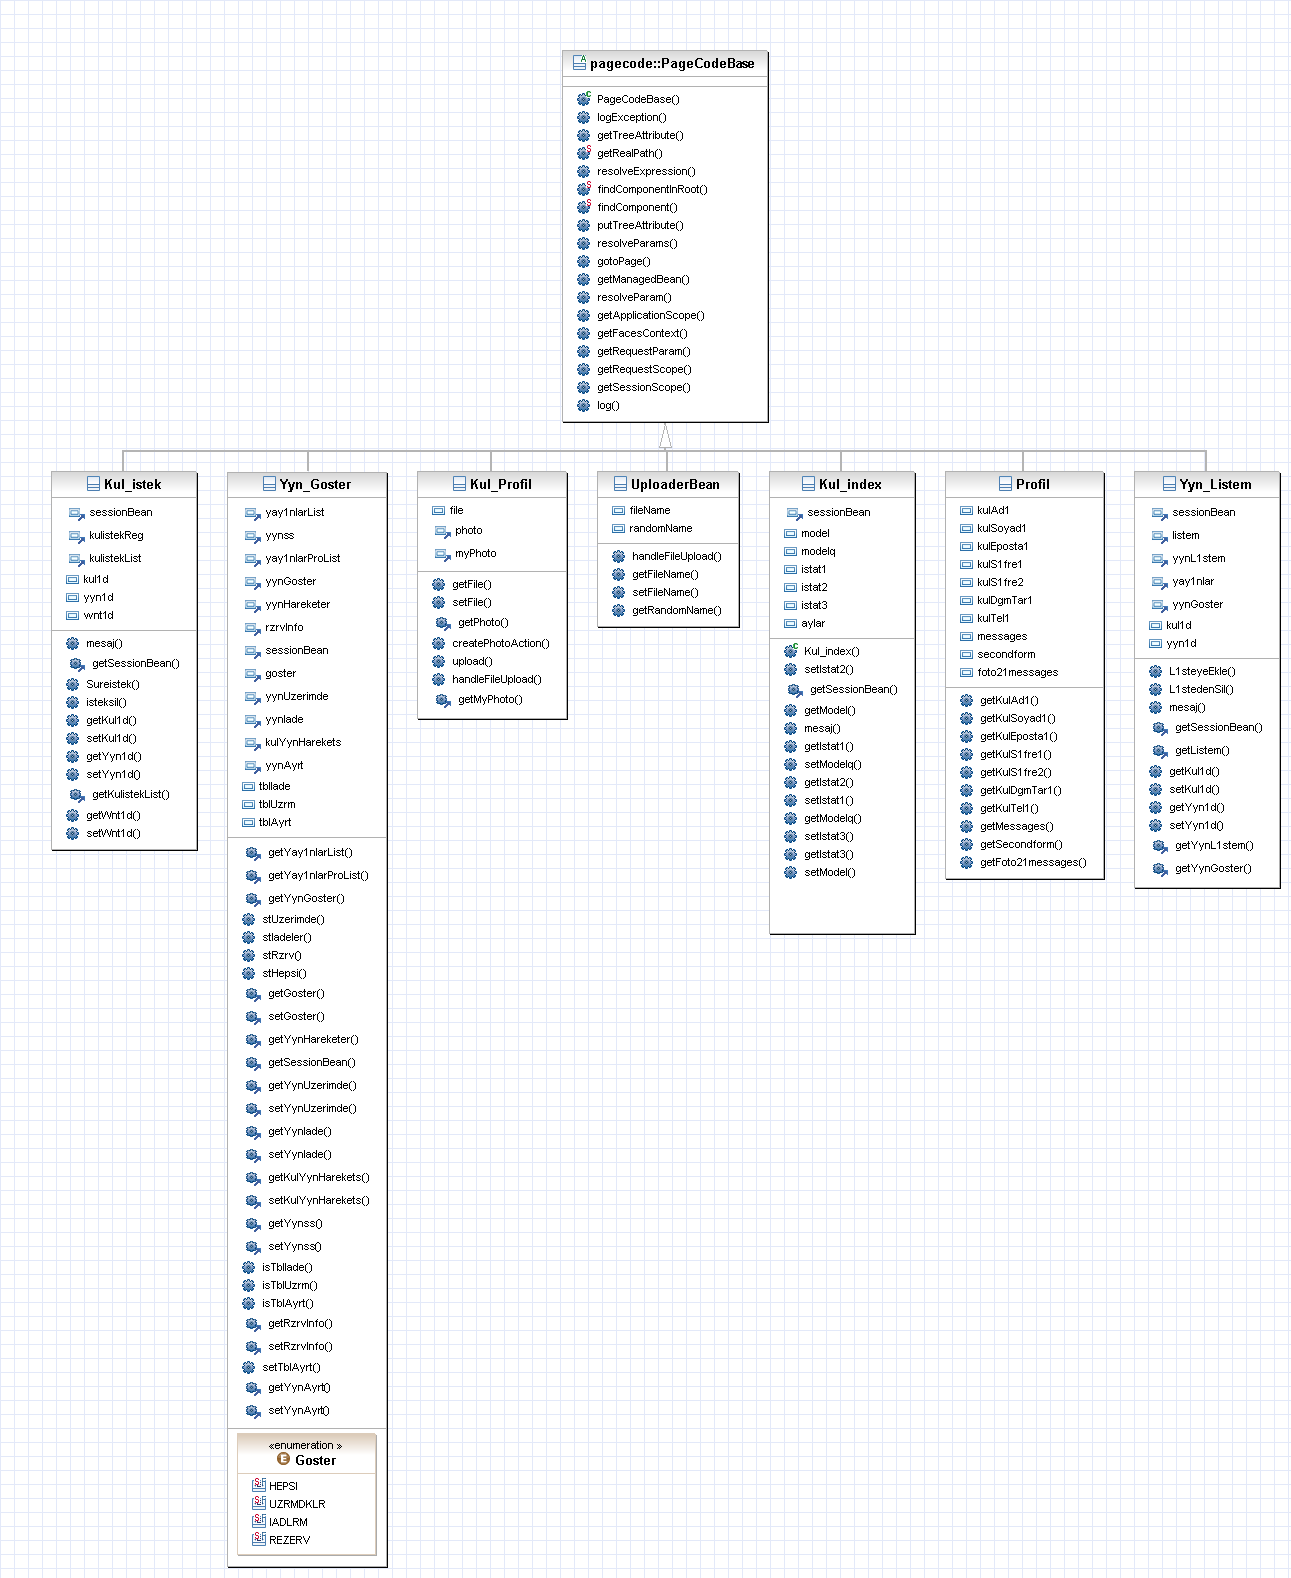 pagecode::PageCodeBase
PageCodeBase()
logException()
getTreeAttribute()
getRealPath()
resolveExpression()
findComponentInRoot()
findComponent()
putTreeAttribute()
resolveParams()
gotoPage()
getManagedBean()
resolveParam()
getApplicationScope()
getFacesContext()
getRequestParam()
getRequestScope()
getSessionScope()
log()
Kul_istek
sessionBean
kulistekReg
kulistekList
kul1d
yyn1d
wnt1d
mesaj()
getSessionBean()
Sureistek()
isteksil()
getKul1d()
setKul1d()
getYyn1d()
setYyn1d()
getKulistekList()
getWnt1d()
setWnt1d()
Yyn_Goster
yay1nlarList
yynss
yay1nlarProList
yynGoster
yynHareketer
rzrvInfo
sessionBean
goster
yynUzerimde
yynIade
kulYynHarekets
yynAyrt
tblIade
tblUzrm
tblAyrt
getYay1nlarList()
getYay1nlarProList()
getYynGoster()
stUzerimde()
stIadeler()
stRzrv()
stHepsi()
getGoster()
setGoster()
getYynHareketer()
getSessionBean()
getYynUzerimde()
setYynUzerimde()
getYynIade()
setYynIade()
getKulYynHarekets()
setKulYynHarekets()
getYynss()
setYynss()
isTblIade()
isTblUzrm()
isTblAyrt()
getRzrvInfo()
setRzrvInfo()
setTblAyrt()
getYynAyrt()
setYynAyrt()
«enumeration »
Goster
HEPSI
UZRMDKLR
IADLRM
REZERV
Kul_Profil
file
photo
myPhoto
getFile()
setFile()
getPhoto()
createPhotoAction()
upload()
handleFileUpload()
getMyPhoto()
UploaderBean
fileName
randomName
handleFileUpload()
getFileName()
setFileName()
getRandomName()
Kul_index
sessionBean
model
modelq
istat1
istat2
istat3
aylar
Kul_index()
setIstat2()
getSessionBean()
getModel()
mesaj()
getIstat1()
setModelq()
getIstat2()
setIstat1()
getModelq()
setIstat3()
getIstat3()
setModel()
Profil
kulAd1
kulSoyad1
kulEposta1
kulS1fre1
kulS1fre2
kulDgmTar1
kulTel1
messages
secondform
foto21messages
getKulAd1()
getKulSoyad1()
getKulEposta1()
getKulS1fre1()
getKulS1fre2()
getKulDgmTar1()
getKulTel1()
getMessages()
getSecondform()
getFoto21messages()
Yyn_Listem
sessionBean
listem
yynL1stem
yay1nlar
yynGoster
kul1d
yyn1d
L1steyeEkle()
L1stedenSil()
mesaj()
getSessionBean()
getListem()
getKul1d()
setKul1d()
getYyn1d()
setYyn1d()
getYynL1stem()
getYynGoster()